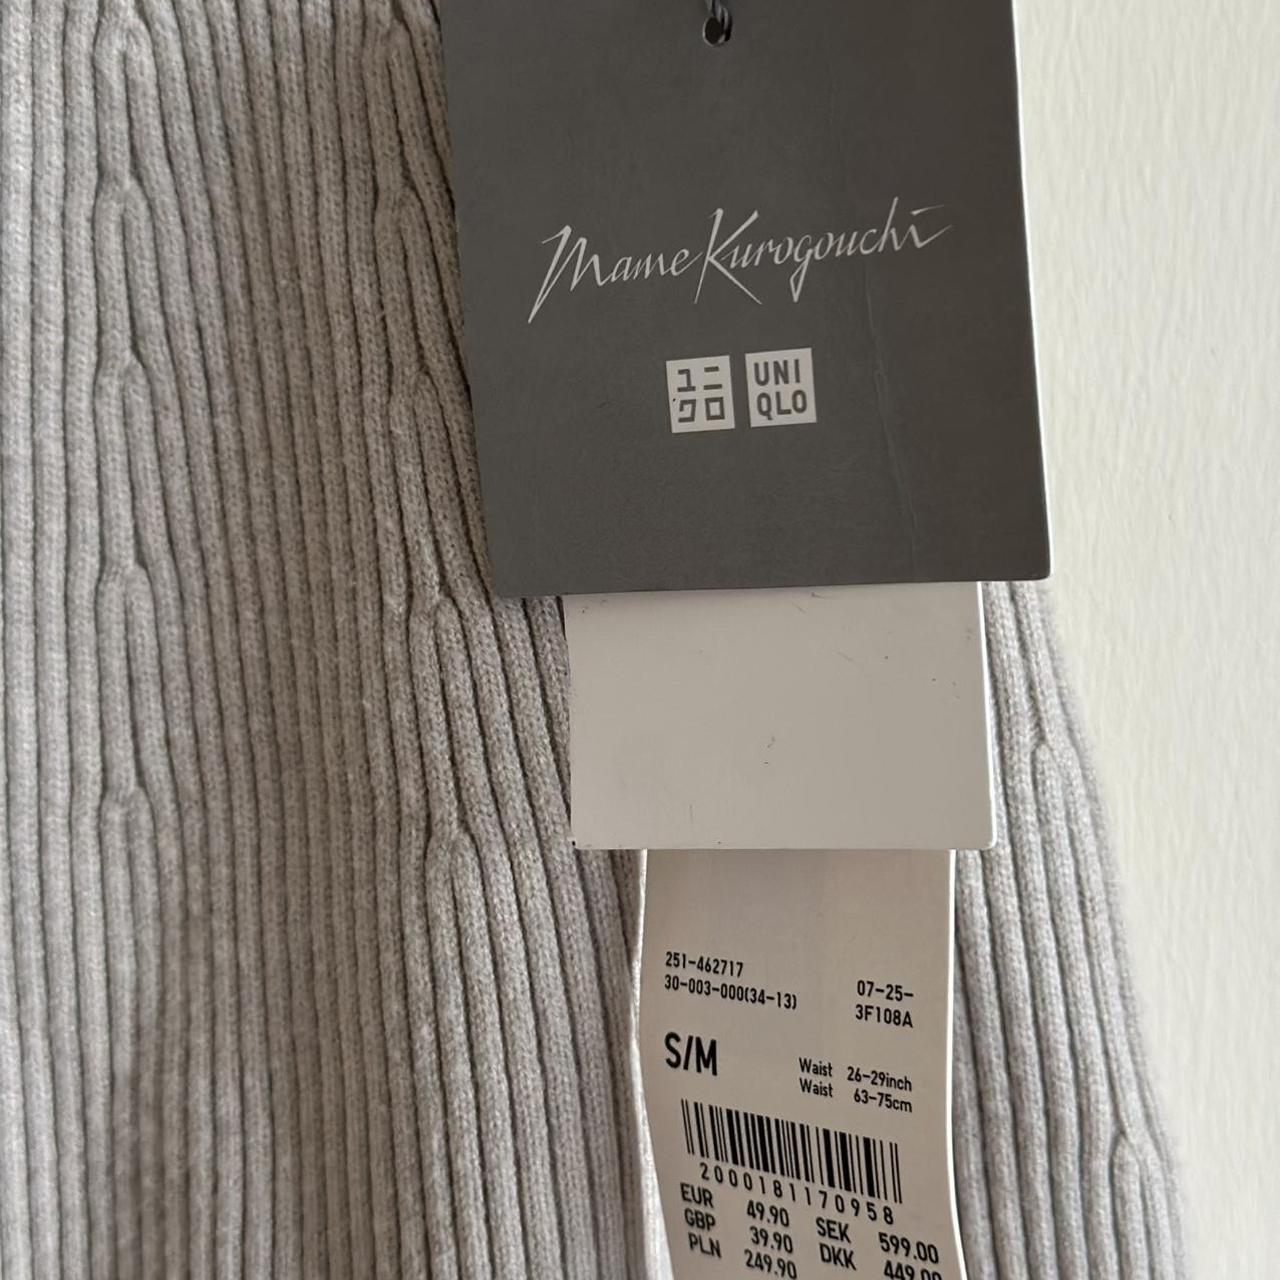 Mame Kurogouchi
ユニ UNI
クロ QLO
251-462717
30-003-000(34-13)
07-25-
3F108A
S/M
Waist 26-29inch
Waist 63-75cm
2000181170958
EUR 49.90 SEK 599.00
GBP 39.90 DKK 449.00
PLN 249.90